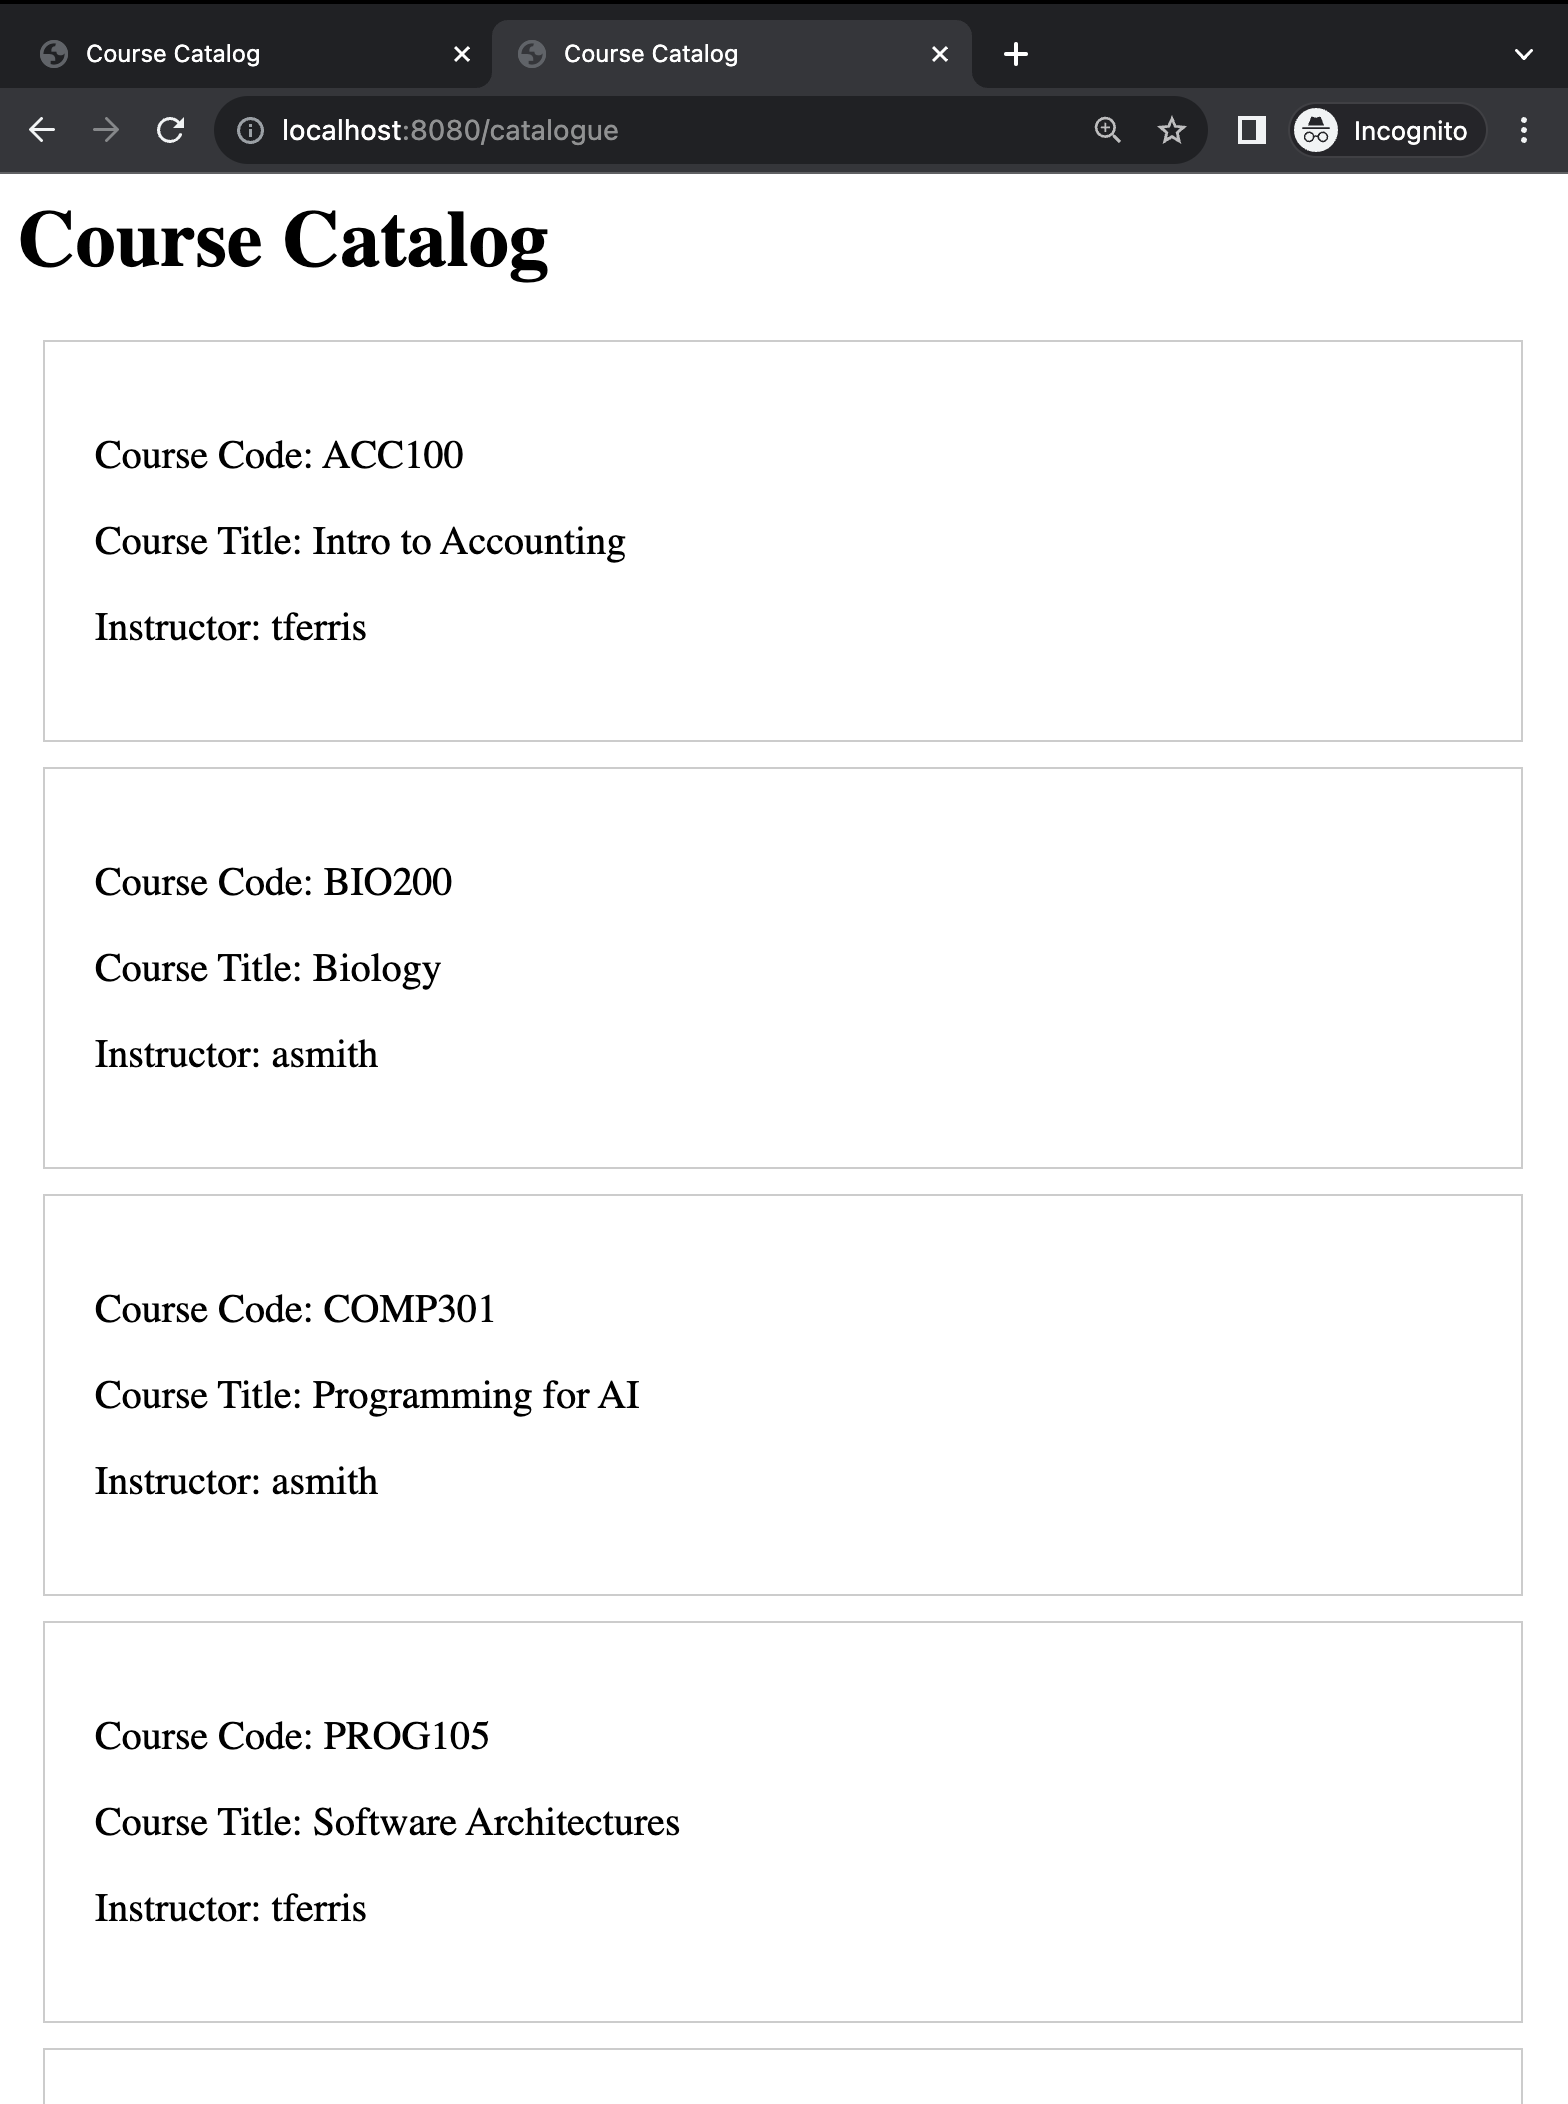 Course Catalog
Course Catalog
localhost:8080/catalogue
Incognito
Course Catalog
Course Code: ACC100
Course Title: Intro to Accounting
Instructor: tferris
Course Code: BIO200
Course Title: Biology
Instructor: asmith
Course Code: COMP301
Course Title: Programming for AI
Instructor: asmith
Course Code: PROG105
Course Title: Software Architectures
Instructor: tferris